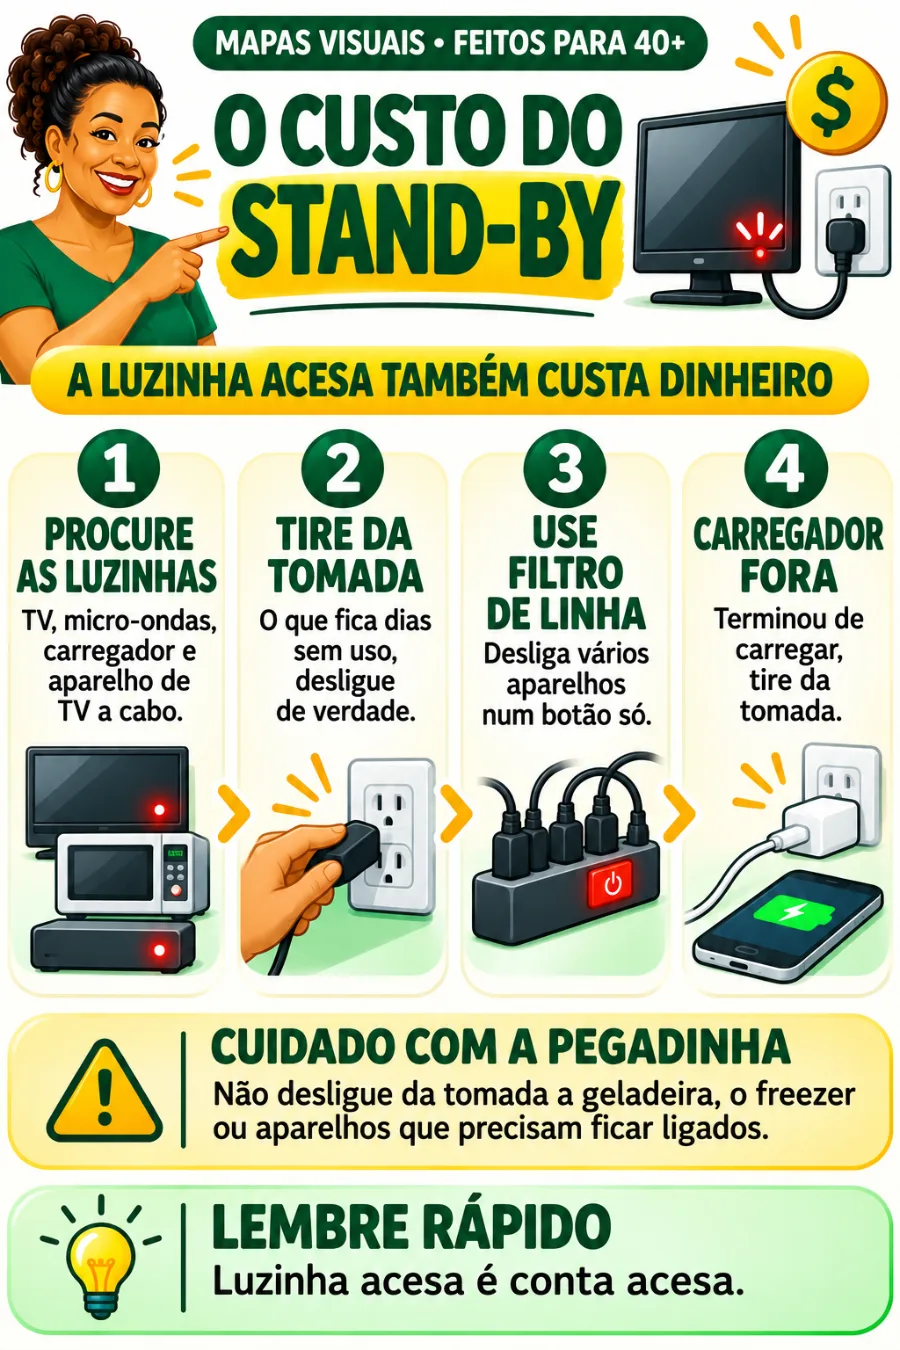 MAPAS VISUAIS • FEITOS PARA 40+
O CUSTO DO
STAND-BY
$
A LUZINHA ACESA TAMBÉM CUSTA DINHEIRO
1
PROCURE
AS LUZINHAS
TV, micro-ondas,
carregador e
aparelho de
TV a cabo.
2
TIRE DA
TOMADA
O que fica dias
sem uso,
desligue
de verdade.
3
USE
FILTRO
DE LINHA
Desliga vários
aparelhos
num botão só.
4
CARREGADOR
FORA
Terminou de
carregar,
tire da
tomada.
CUIDADO COM A PEGADINHA
Não desligue da tomada a geladeira, o freezer
ou aparelhos que precisam ficar ligados.
LEMBRE RÁPIDO
Luzinha acesa é conta acesa.